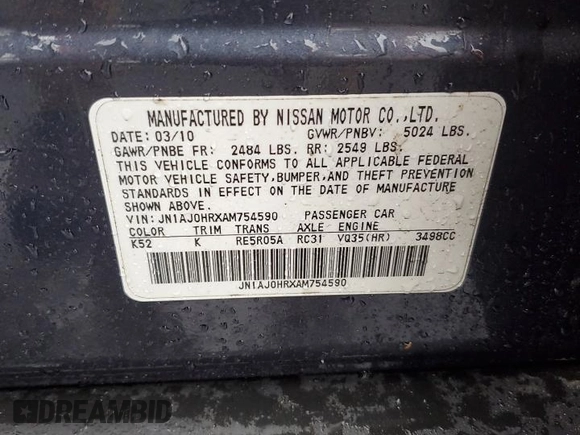 MANUFACTURED BY NISSAN MOTOR CO.,LTD.
DATE: 03/10 GVWR/PNBV: 5024 LBS.
GAWR/PNBE FR: 2484 LBS. RR: 2549 LBS.
THIS VEHICLE CONFORMS TO ALL APPLICABLE FEDERAL
MOTOR VEHICLE SAFETY,BUMPER,AND THEFT PREVENTION
STANDARDS IN EFFECT ON THE DATE OF MANUFACTURE
SHOWN ABOVE.
VIN: JN1AJ0HRXAM754590 PASSENGER CAR
COLOR TRIM TRANS AXLE ENGINE
K52 K RE5R05A RC31 VQ35(HR) 3498CC
JN1AJ0HRXAM754590
DREAMBID